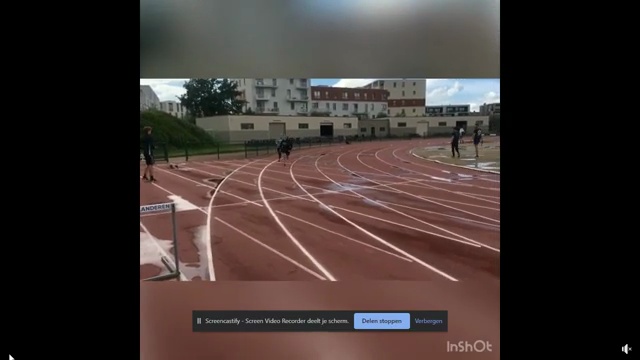 ANDEREN
Screencastify - Screen Video Recorder deelt je scherm.
Delen stoppen
Verbergen
InShOt